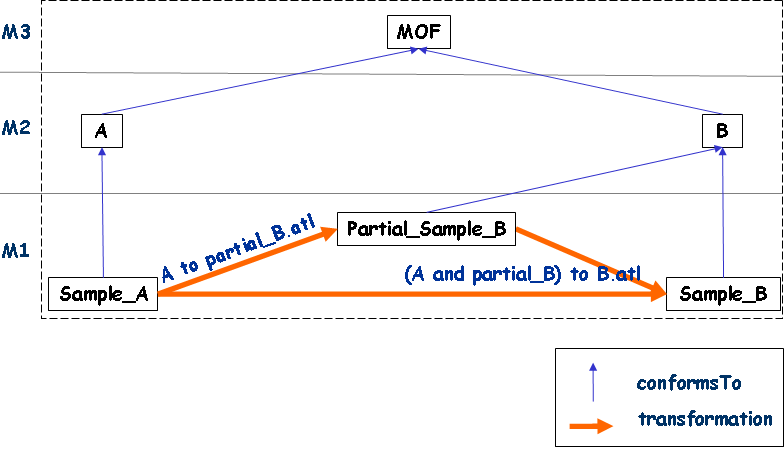 M3
MOF
M2
A
B
M1
A to partial_B.atl
Partial_Sample_B
(A and partial_B) to B.atl
Sample_A
Sample_B
conformsTo
transformation